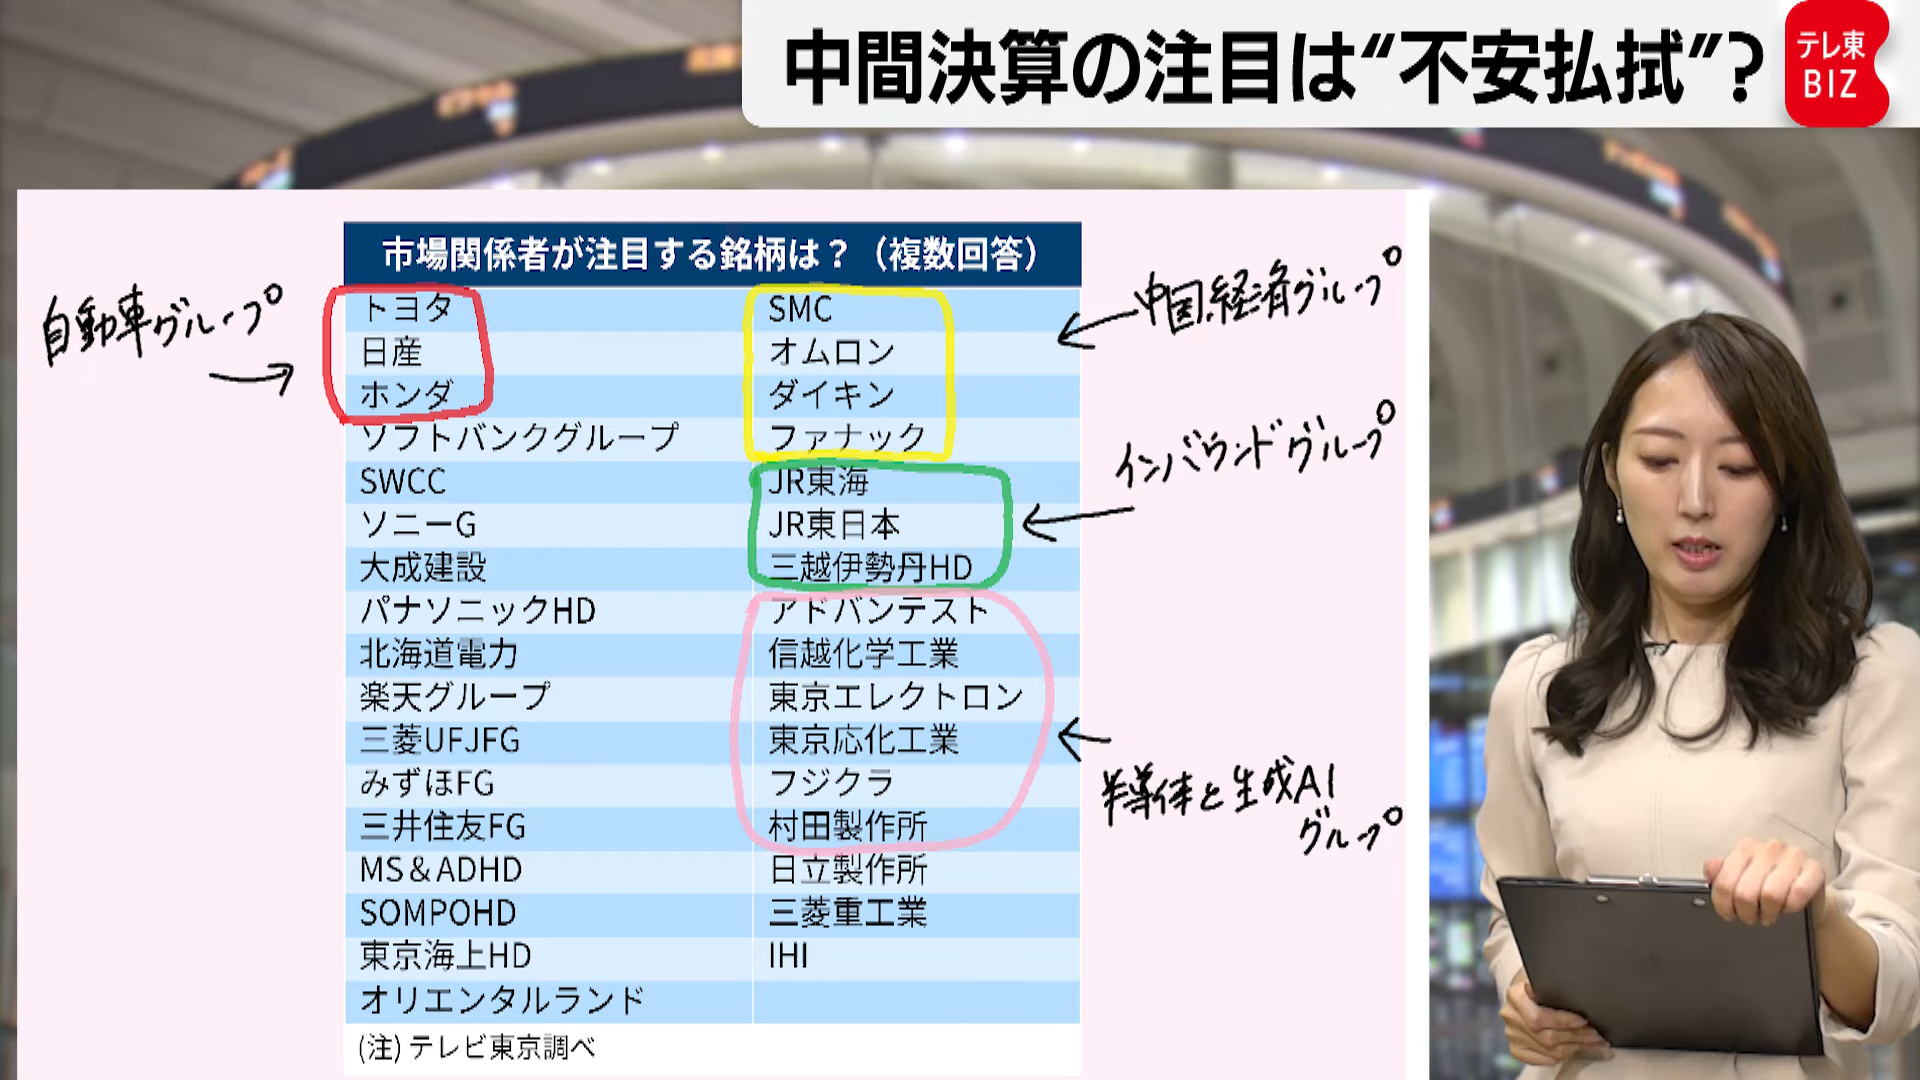 中間決算の注目は“不安払拭”?
テレ東
BIZ
市場関係者が注目する銘柄は？（複数回答）
自動車グループ
中国経済グループ
インバウンドグループ
半導体と生成AI
グループ
トヨタ
日産
ホンダ
ソフトバンクグループ
SWCC
ソニーG
大成建設
パナソニックHD
北海道電力
楽天グループ
三菱UFJFG
みずほFG
三井住友FG
MS＆ADHD
SOMPOHD
東京海上HD
オリエンタルランド
SMC
オムロン
ダイキン
ファナック
JR東海
JR東日本
三越伊勢丹HD
アドバンテスト
信越化学工業
東京エレクトロン
東京応化工業
フジクラ
村田製作所
日立製作所
三菱重工業
IHI
(注) テレビ東京調べ